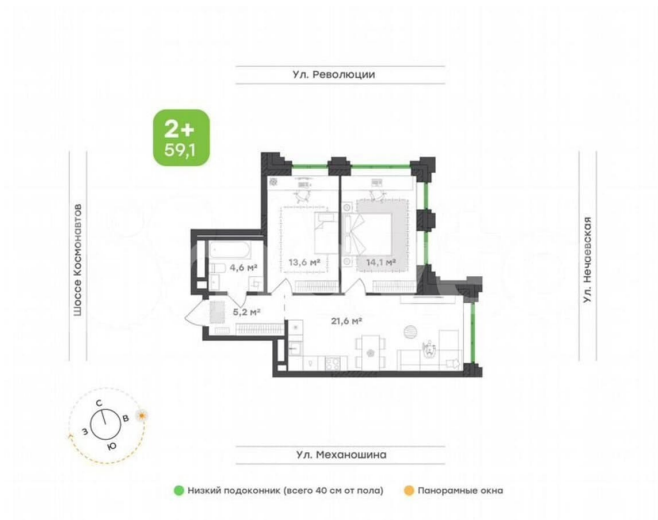 Ул. Революции
2+
59,1
Шоссе Космонавтов
Ул. Нечаевская
4,6 м²
13,6 м²
14,1 м²
5,2 м²
21,6 м²
С
В
З
Ю
Ул. Механошина
Низкий подоконник (всего 40 см от пола)
Панорамные окна